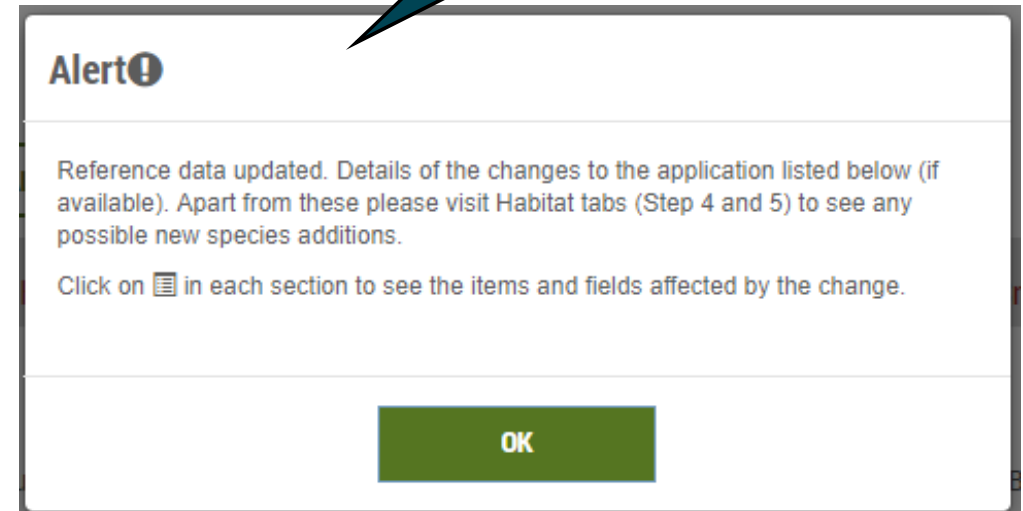 Alert
Reference data updated. Details of the changes to the application listed below (if
available). Apart from these please visit Habitat tabs (Step 4 and 5) to see any
possible new species additions.
Click on in each section to see the items and fields affected by the change.
OK